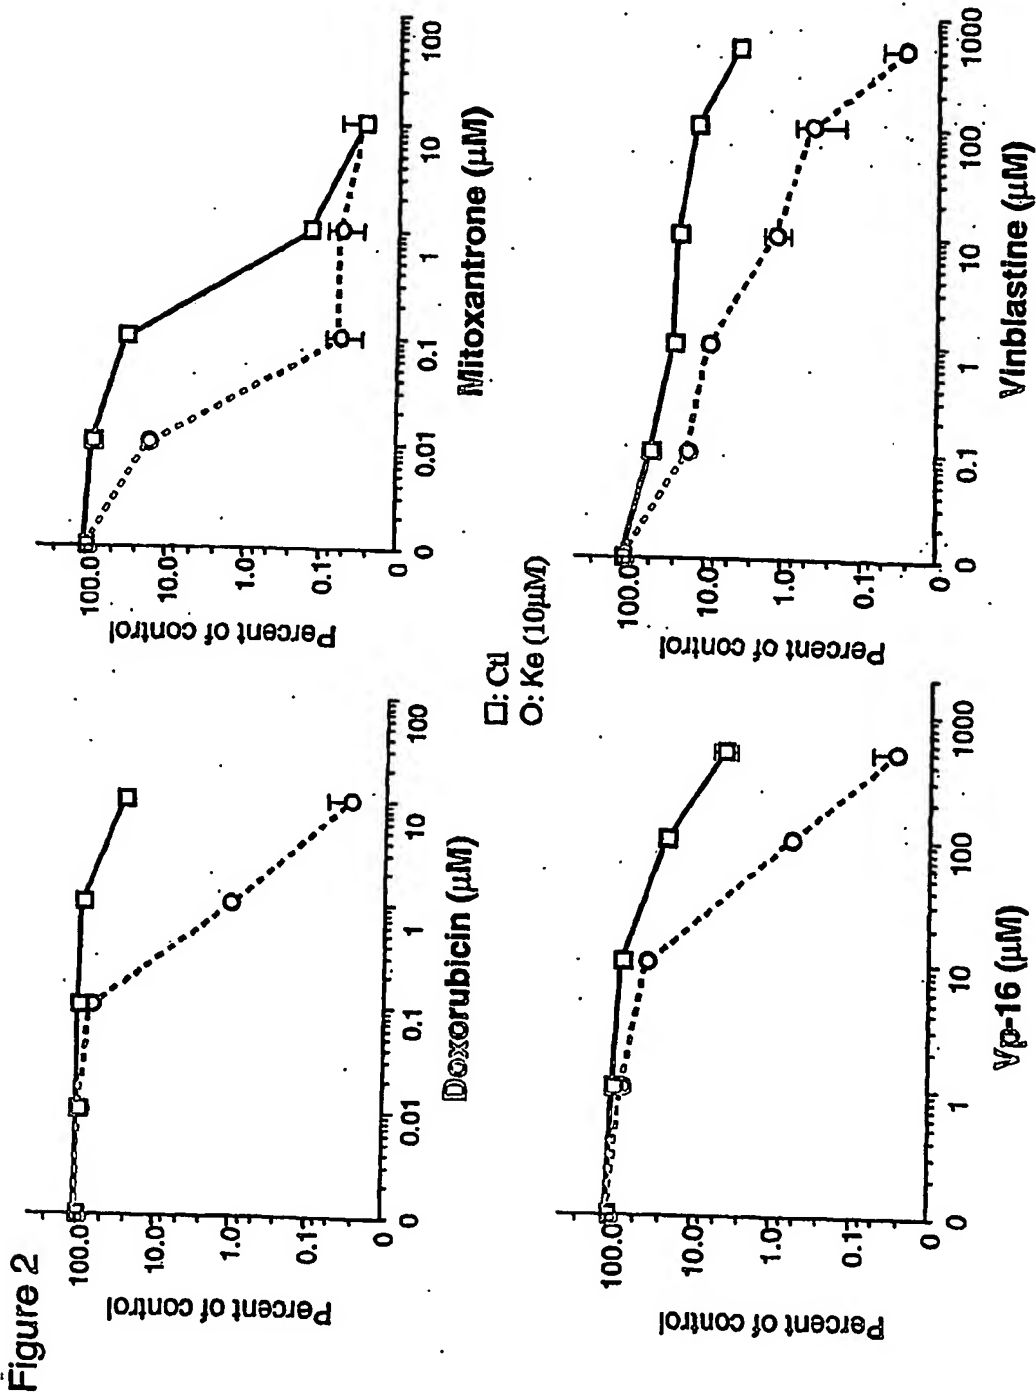 Figure 2
Percent of control
100.0
10.0
1.0
0.1
0
0 0.01 0.1 1 10 100
Doxorubicin (µM)
Percent of control
100.0
10.0
1.0
0.1
0
0 0.01 0.1 1 10 100
Mitoxantrone (µM)
□: Ctl
O: Ke (10µM)
Percent of control
100.0
10.0
1.0
0.1
0
0 1 10 100 1000
Vp-16 (µM)
Percent of control
100.0
10.0
1.0
0.1
0
0 0.1 1 10 100 1000
Vinblastine (µM)